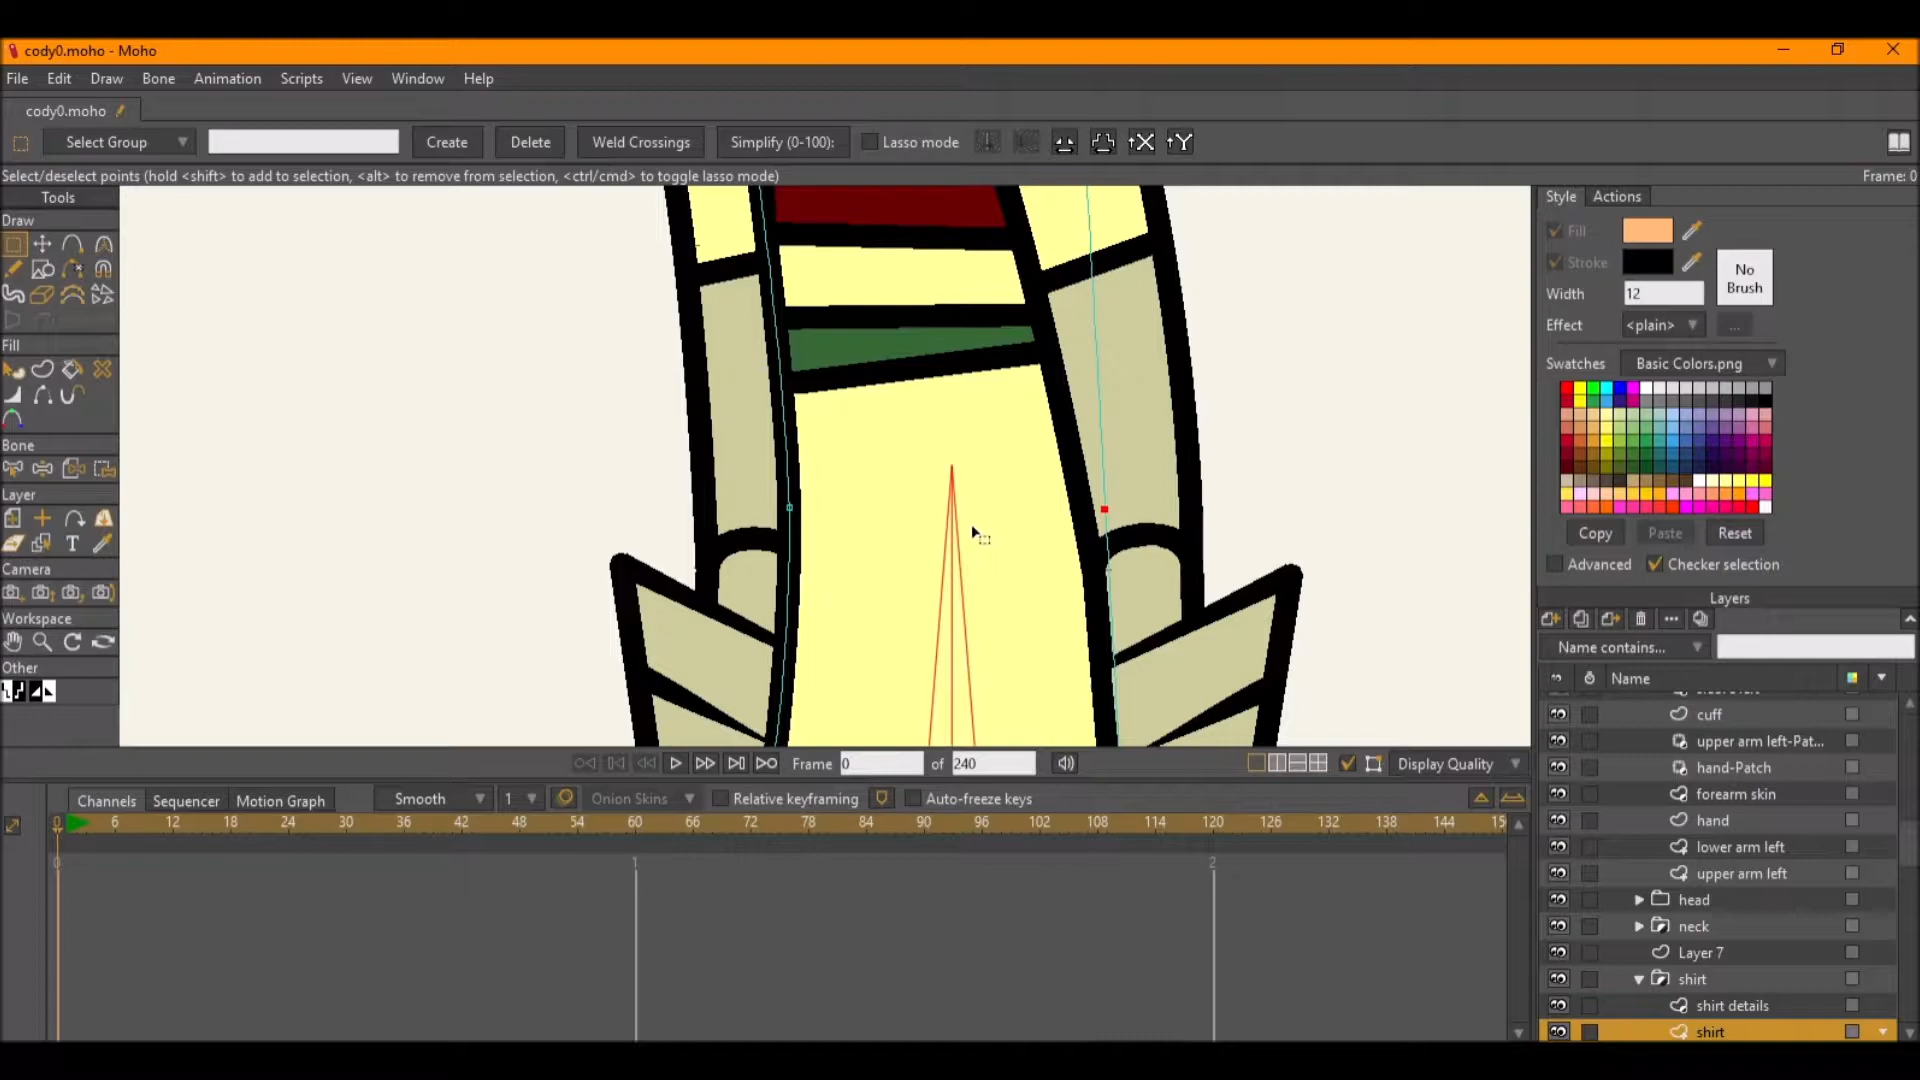 cody0.moho - Moho
File Edit Draw Bone Animation Scripts View Window Help
cody0.moho
Select Group Create Delete Weld Crossings Simplify (0-100): Lasso mode X Y
Select/deselect points (hold <shift> to add to selection, <alt> to remove from selection, <ctrl/cmd> to toggle lasso mode) Frame: 0
Tools
Draw
Fill
Bone
Layer
T
Camera
Workspace
Other
Style Actions
Fill
Stroke
No Brush
Width 12
Effect <plain> ...
Swatches Basic Colors.png
Copy Paste Reset
Advanced Checker selection
Layers
Name contains...
Name
cuff
upper arm left-Pat...
hand-Patch
forearm skin
hand
lower arm left
upper arm left
head
neck
Layer 7
shirt
shirt details
shirt
Frame 0 of 240 Display Quality
Channels Sequencer Motion Graph Smooth 1 Onion Skins Relative keyframing Auto-freeze keys
6 12 18 24 30 36 42 48 54 60 66 72 78 84 90 96 102 108 114 120 126 132 138 144 15
0 1 2